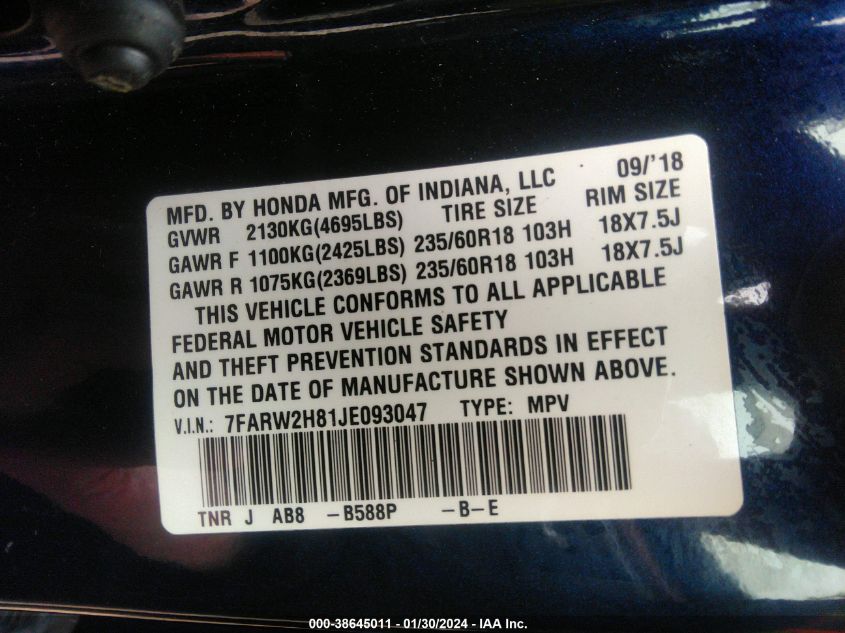 MFD. BY HONDA MFG. OF INDIANA, LLC 09/'18
GVWR 2130KG(4695LBS) TIRE SIZE RIM SIZE
GAWR F 1100KG(2425LBS) 235/60R18 103H 18X7.5J
GAWR R 1075KG(2369LBS) 235/60R18 103H 18X7.5J
THIS VEHICLE CONFORMS TO ALL APPLICABLE
FEDERAL MOTOR VEHICLE SAFETY
AND THEFT PREVENTION STANDARDS IN EFFECT
ON THE DATE OF MANUFACTURE SHOWN ABOVE.
V.I.N.: 7FARW2H81JE093047 TYPE: MPV
TNR J AB8 -B588P -B-E
000-38645011 - 01/30/2024 - IAA Inc.